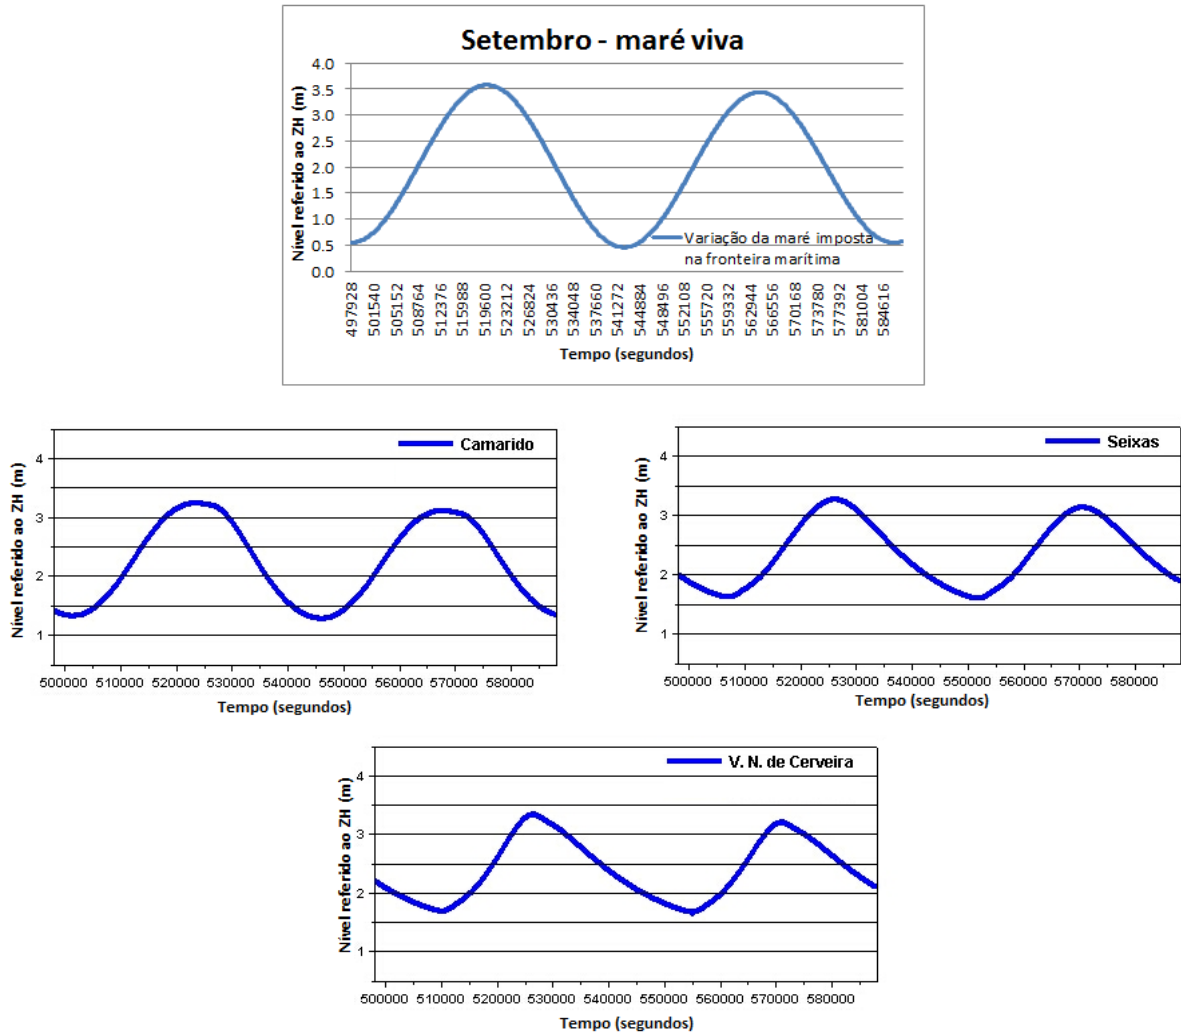 Setembro - maré viva
Nível referido ao ZH (m)
4.0
3.5
3.0
2.5
2.0
1.5
1.0
0.5
0.0
Variação da maré imposta
na fronteira marítima
497928
501540
505152
508764
512376
515988
519600
523212
526824
530436
534048
537660
541272
544884
548496
552108
555720
559332
562944
566556
570168
573780
577392
581004
584616
Tempo (segundos)
Camarido
Nível referido ao ZH (m)
4
3
2
1
500000 510000 520000 530000 540000 550000 560000 570000 580000
Tempo (segundos)
Seixas
Nível referido ao ZH (m)
4
3
2
1
500000 510000 520000 530000 540000 550000 560000 570000 580000
Tempo (segundos)
V. N. de Cerveira
Nível referido ao ZH (m)
4
3
2
1
500000 510000 520000 530000 540000 550000 560000 570000 580000
Tempo (segundos)